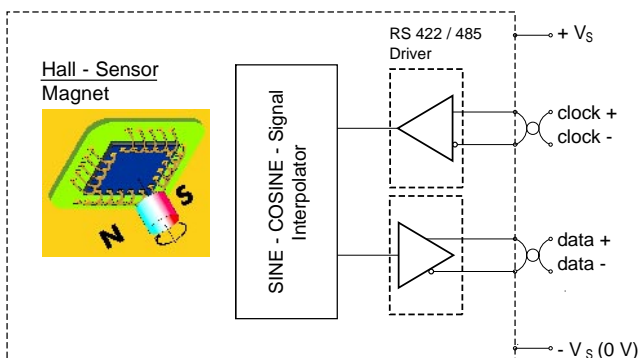 Hall - Sensor
Magnet
N
S
SINE - COSINE - Signal
Interpolator
RS 422 / 485
Driver
+ VS
clock +
clock -
data +
data -
- VS (0 V)